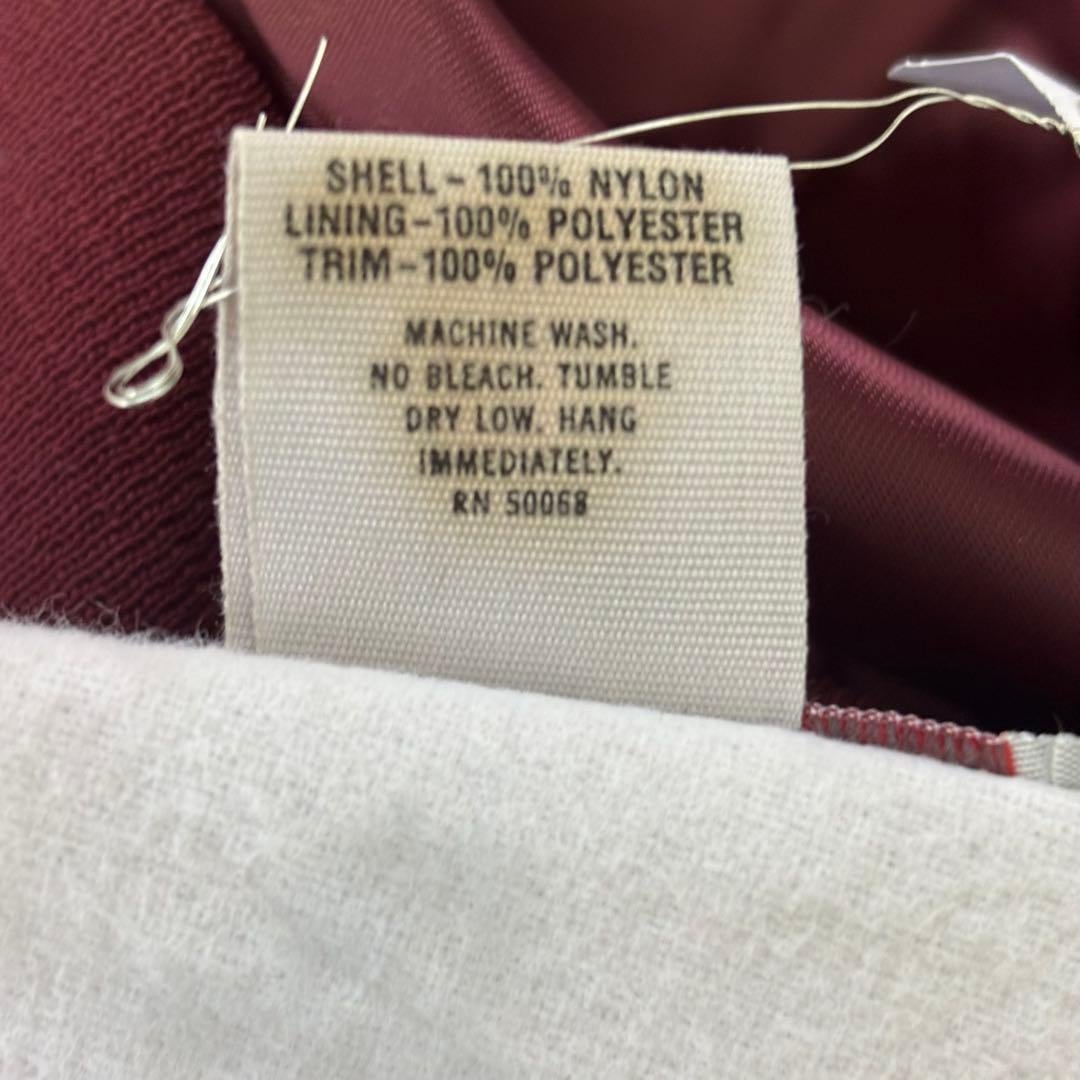 SHELL - 100% NYLON
LINING-100% POLYESTER
TRIM-100% POLYESTER
MACHINE WASH.
NO BLEACH. TUMBLE
DRY LOW. HANG
IMMEDIATELY.
RN 50068